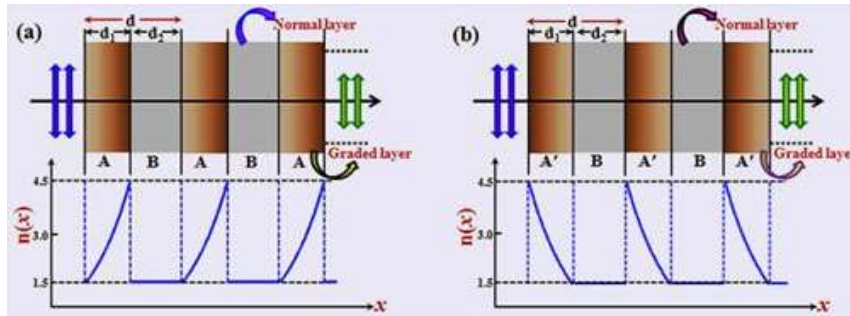 (a)
d
d₁ d₂
Normal layer
A B A B A
Graded layer
n(x)
4.5
3.0
1.5
x
(b)
d
d₁ d₂
Normal layer
A′ B A′ B A′
Graded layer
n(x)
4.5
3.0
1.5
x